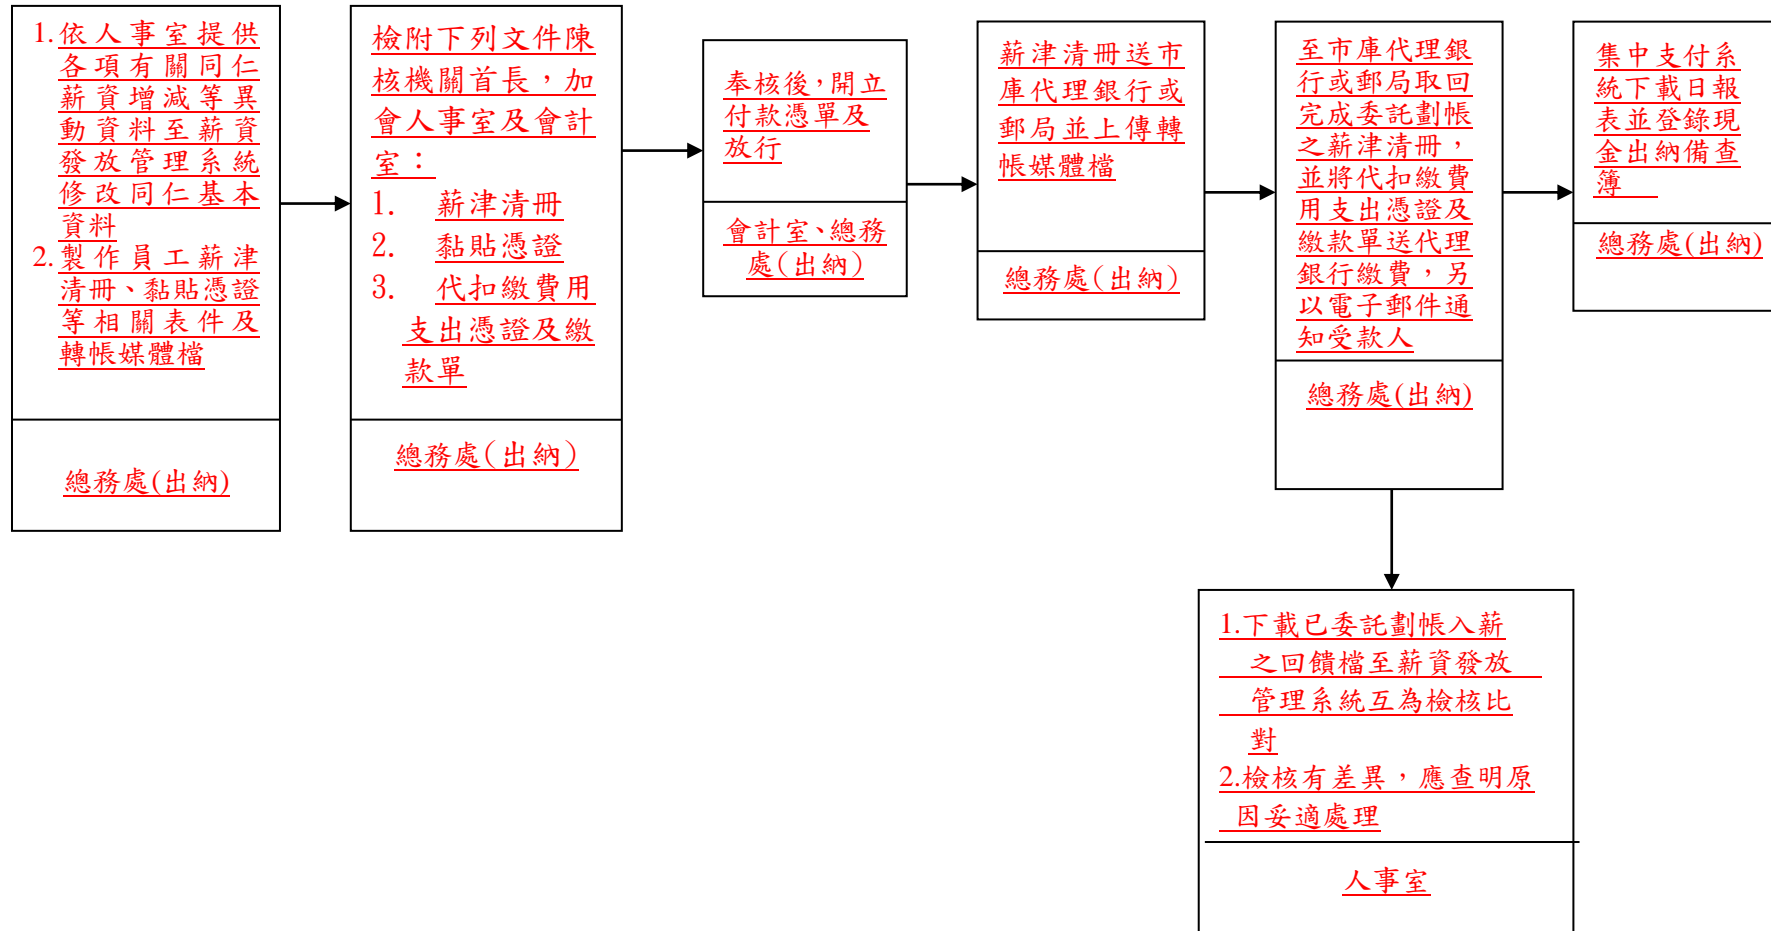 1.依人事室提供
各項有關同仁
薪資增減等異
動資料至薪資
發放管理系統
修改同仁基本
資料
2.製作員工薪津
清冊、黏貼憑證
等相關表件及
轉帳媒體檔
總務處(出納)
檢附下列文件陳
核機關首長，加
會人事室及會計
室：
1. 薪津清冊
2. 黏貼憑證
3. 代扣繳費用
支出憑證及繳
款單
總務處(出納)
奉核後，開立
付款憑單及
放行
會計室、總務
處(出納)
薪津清冊送市
庫代理銀行或
郵局並上傳轉
帳媒體檔
總務處(出納)
至市庫代理銀
行或郵局取回
完成委託劃帳
之薪津清冊，
並將代扣繳費
用支出憑證及
繳款單送代理
銀行繳費，另
以電子郵件通
知受款人
總務處(出納)
集中支付系
統下載日報
表並登錄現
金出納備查
簿
總務處(出納)
1.下載已委託劃帳入薪
之回饋檔至薪資發放
管理系統互為檢核比
對
2.檢核有差異，應查明原
因妥適處理
人事室